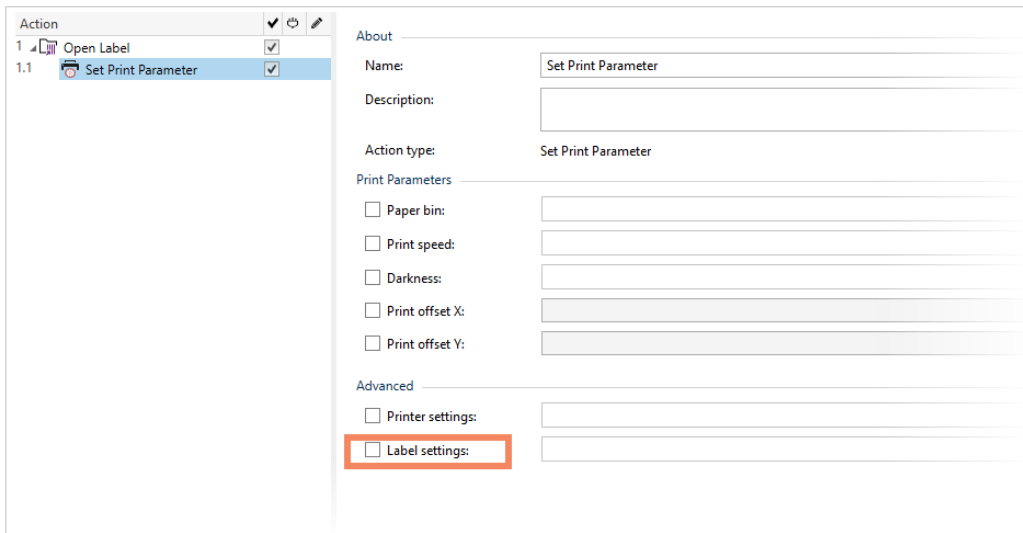 Action
1 Open Label
1.1 Set Print Parameter
About
Name: Set Print Parameter
Description:
Action type: Set Print Parameter
Print Parameters
Paper bin:
Print speed:
Darkness:
Print offset X:
Print offset Y:
Advanced
Printer settings:
Label settings: